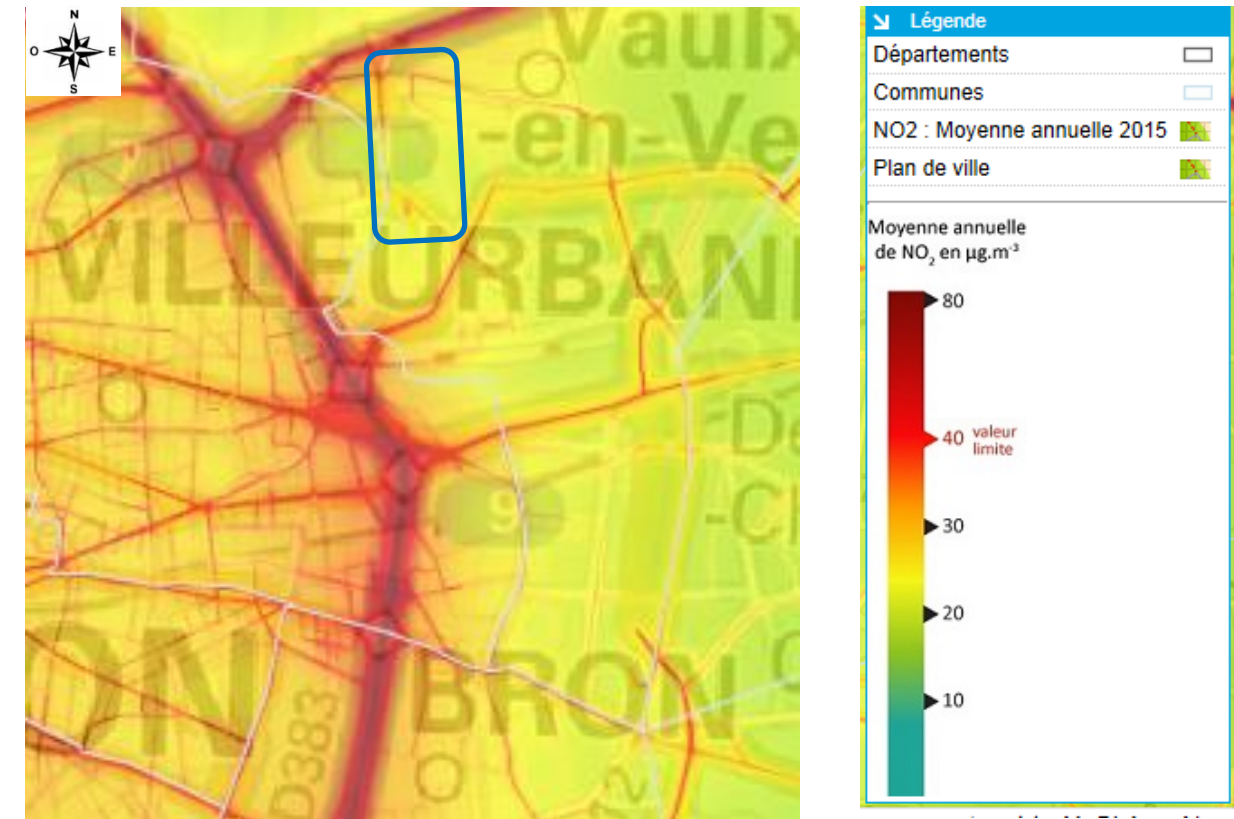 N
O E
S
Vaulx
-en-Ve
VILLEURBANN
De
-Ch
9
ON
BRON
D383
Légende
Départements
Communes
NO2 : Moyenne annuelle 2015
Plan de ville
Moyenne annuelle
de NO2 en µg.m-3
80
40 valeur
limite
30
20
10